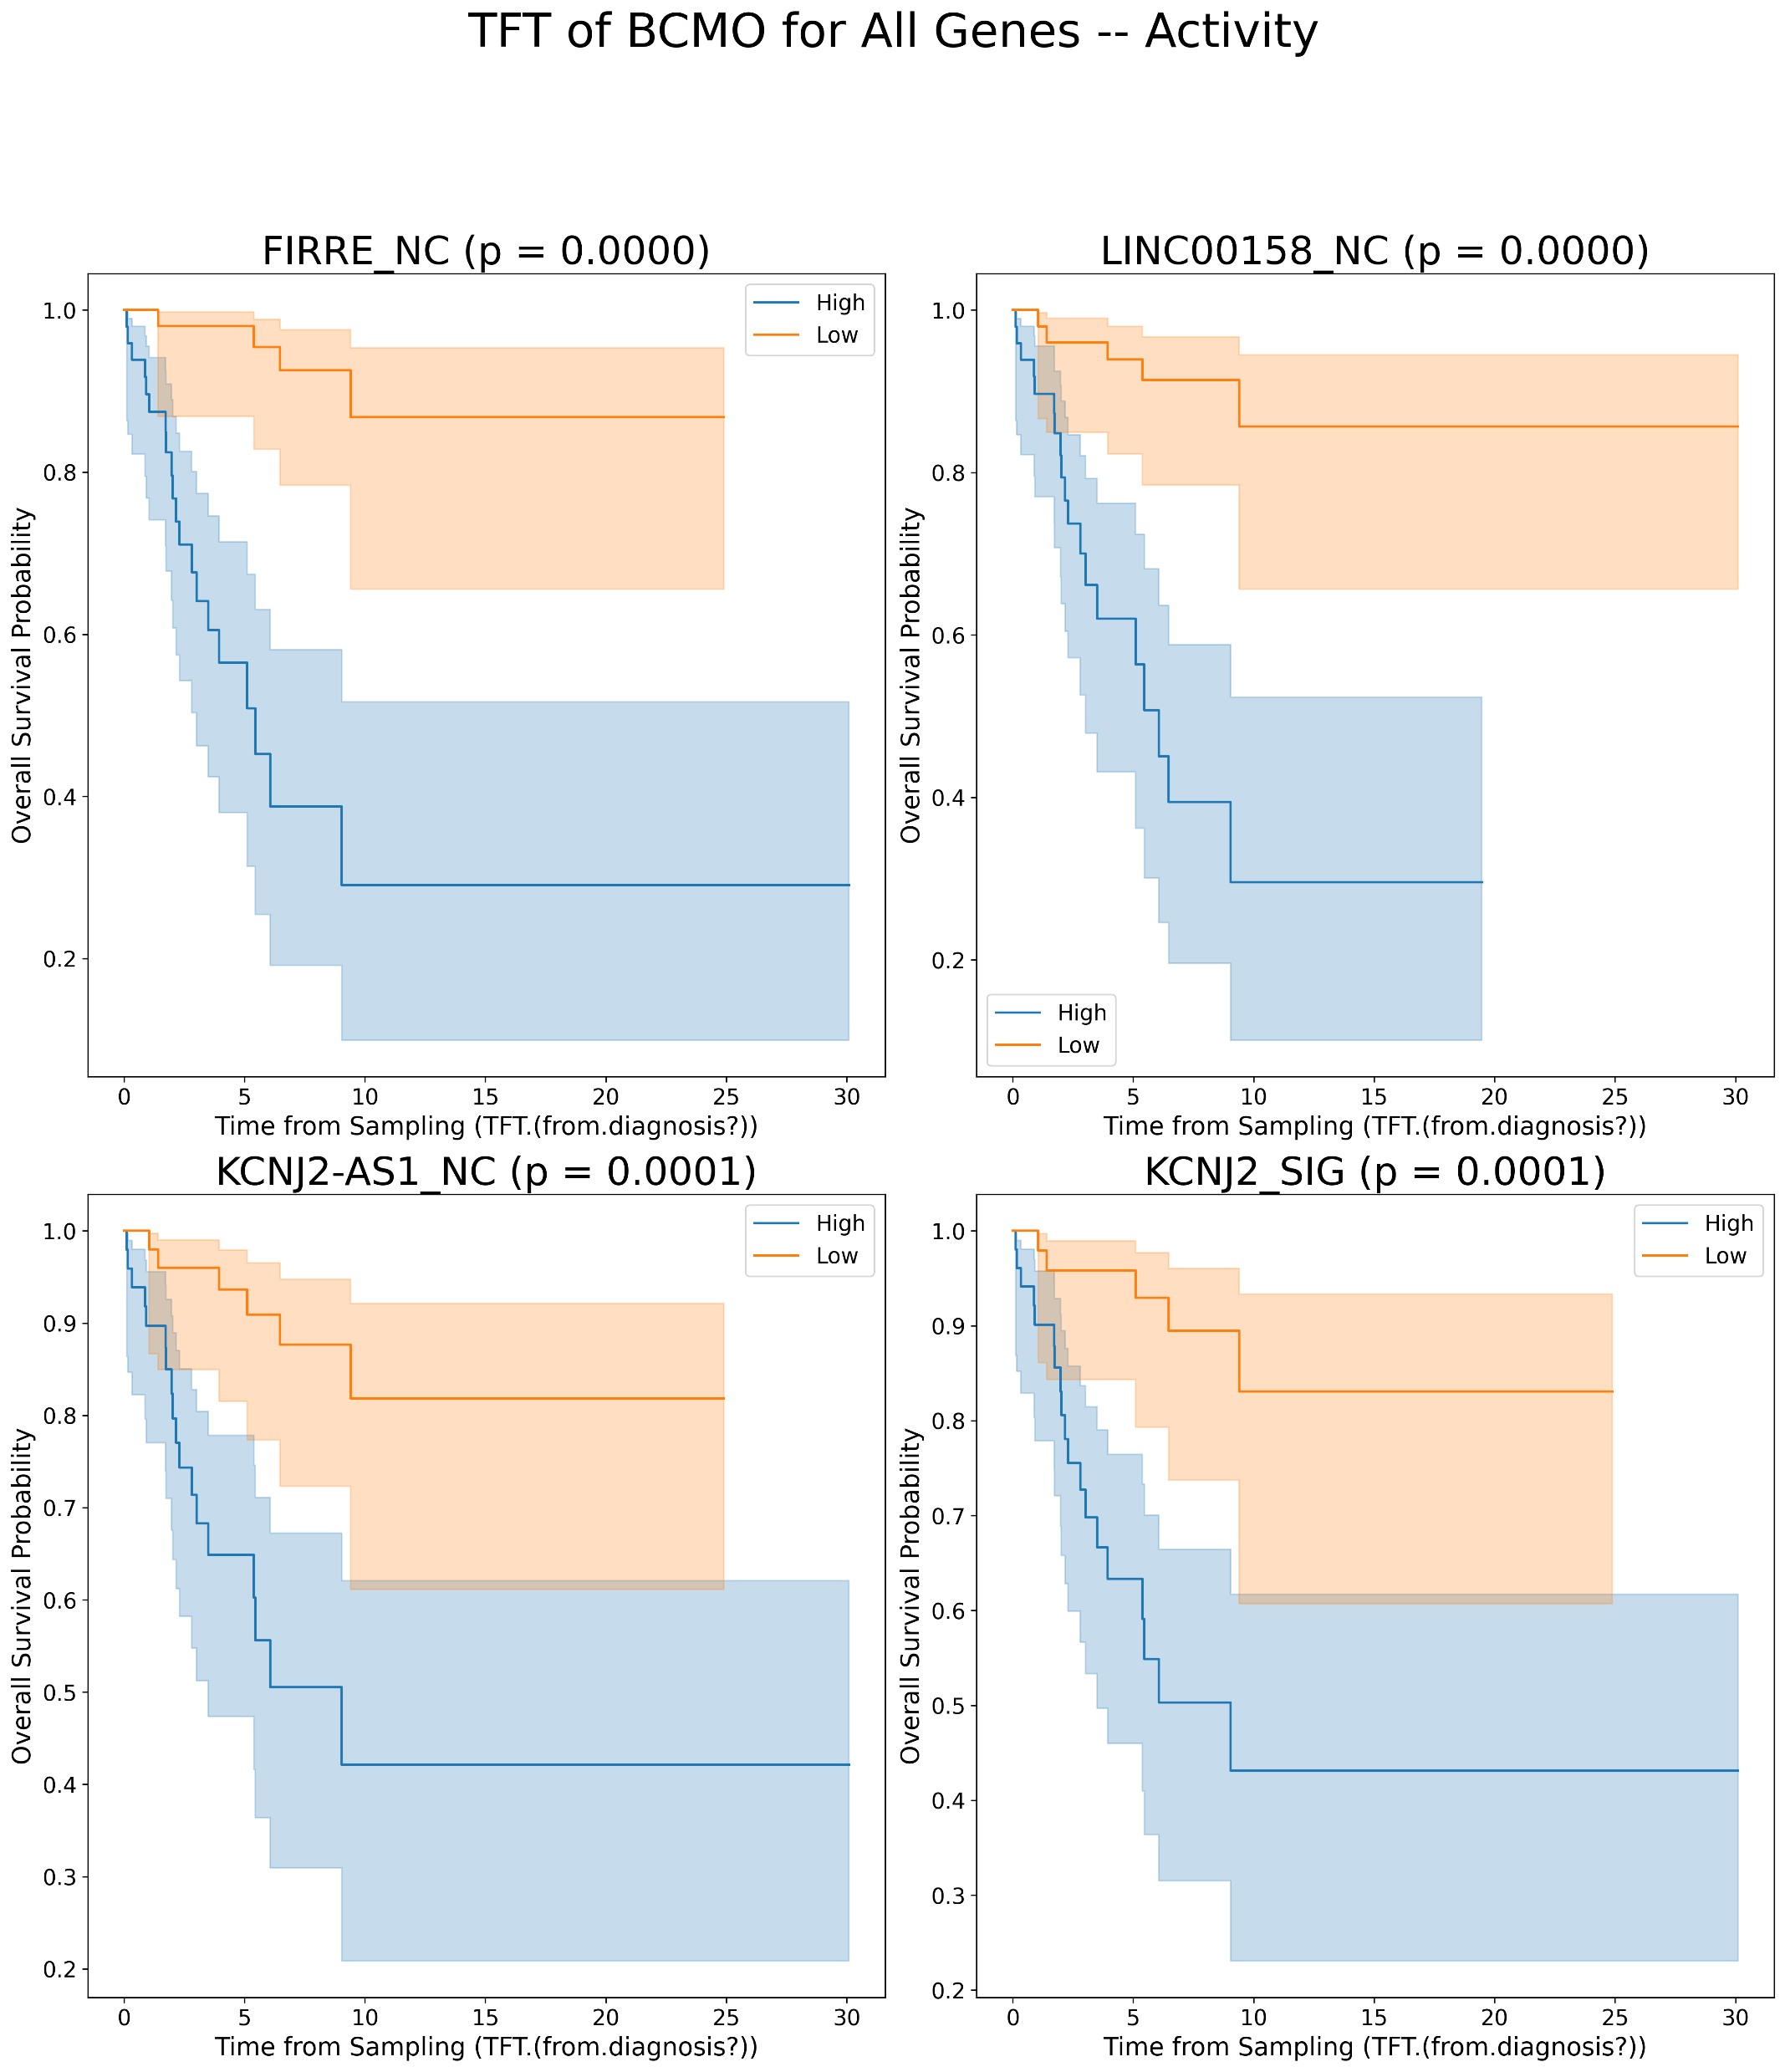 TFT of BCMO for All Genes -- Activity
FIRRE_NC (p = 0.0000)
High
Low
1.0
0.8
0.6
0.4
0.2
Overall Survival Probability
0 5 10 15 20 25 30
Time from Sampling (TFT.(from.diagnosis?))
LINC00158_NC (p = 0.0000)
1.0
0.8
0.6
0.4
0.2
Overall Survival Probability
High
Low
0 5 10 15 20 25 30
Time from Sampling (TFT.(from.diagnosis?))
KCNJ2-AS1_NC (p = 0.0001)
High
Low
1.0
0.9
0.8
0.7
0.6
0.5
0.4
0.3
0.2
Overall Survival Probability
0 5 10 15 20 25 30
Time from Sampling (TFT.(from.diagnosis?))
KCNJ2_SIG (p = 0.0001)
High
Low
1.0
0.9
0.8
0.7
0.6
0.5
0.4
0.3
0.2
Overall Survival Probability
0 5 10 15 20 25 30
Time from Sampling (TFT.(from.diagnosis?))